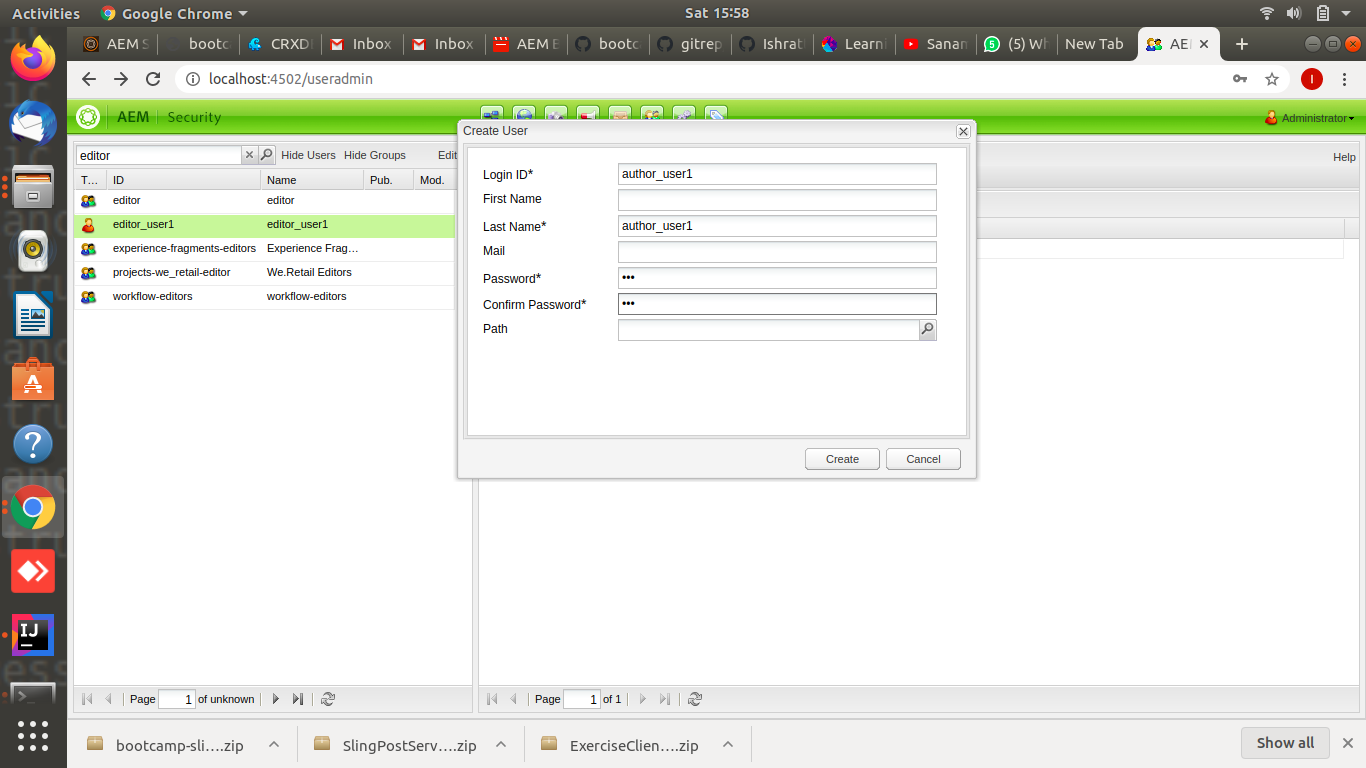 Activities Google Chrome Sat 15:58
AEM S bootc CRXDI Inbox Inbox AEM E bootc gitrep Ishrat Learni Sanan (5) Wh New Tab AEM
localhost:4502/useradmin I
AEM Security Administrator
Create User
editor Hide Users Hide Groups Edit Help
T... ID Name Pub. Mod.
editor editor
editor_user1 editor_user1
experience-fragments-editors Experience Frag...
projects-we_retail-editor We.Retail Editors
workflow-editors workflow-editors
Login ID* author_user1
First Name
Last Name* author_user1
Mail
Password* •••
Confirm Password* •••
Path
Create Cancel
Page 1 of unknown Page 1 of 1
bootcamp-sli....zip SlingPostServ....zip ExerciseClien....zip Show all